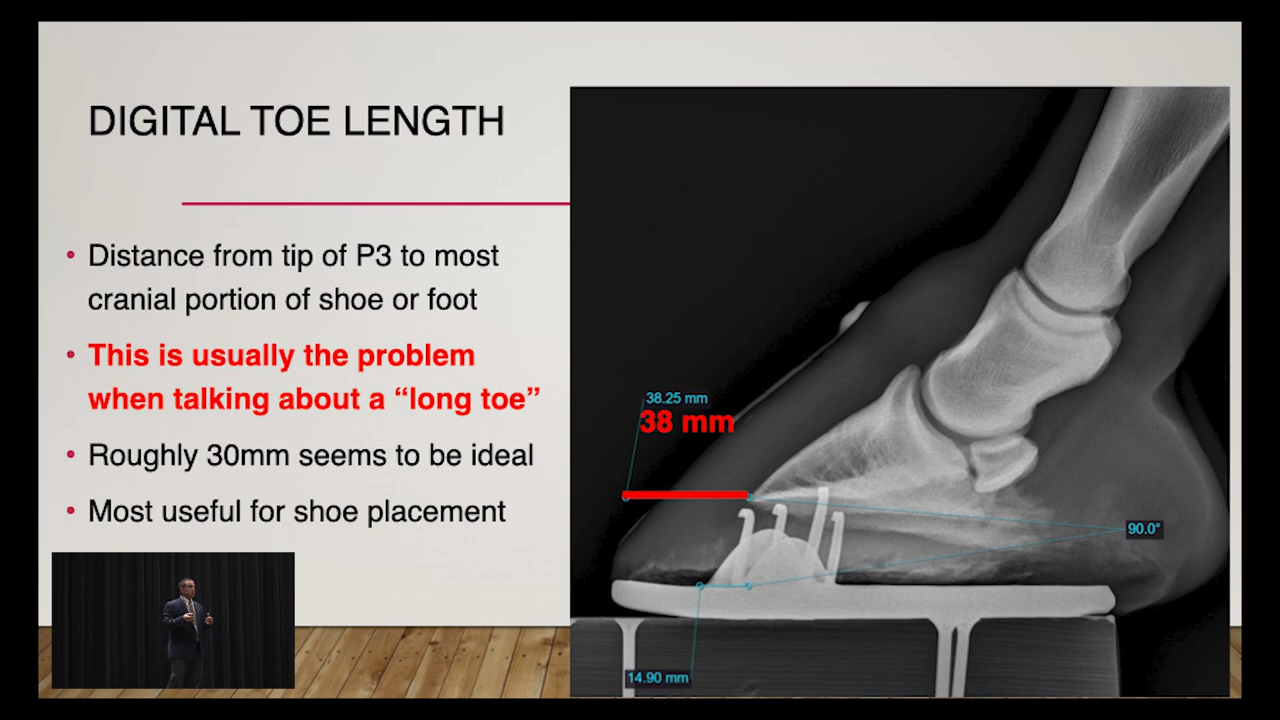 DIGITAL TOE LENGTH
• Distance from tip of P3 to most
cranial portion of shoe or foot
• This is usually the problem
when talking about a “long toe”
• Roughly 30mm seems to be ideal
• Most useful for shoe placement
38.25 mm
38 mm
90.0°
14.90 mm